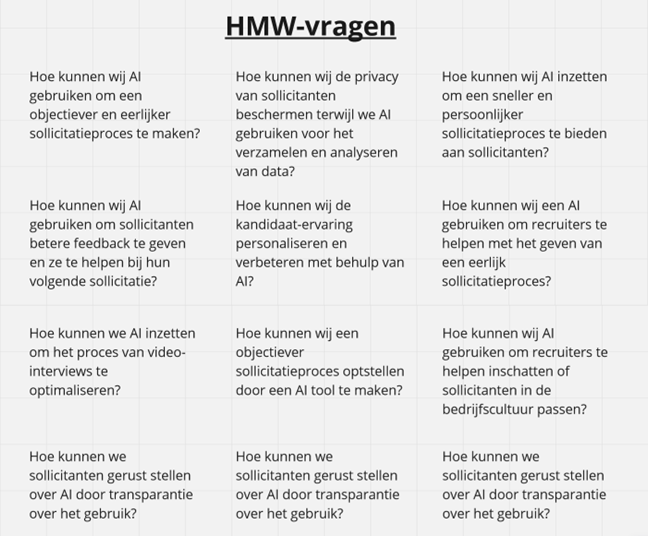 HMW-vragen
Hoe kunnen wij AI
gebruiken om een
objectiever en eerlijker
sollicitatieproces te maken?
Hoe kunnen wij de privacy
van sollicitanten
beschermen terwijl we AI
gebruiken voor het
verzamelen en analyseren
van data?
Hoe kunnen wij AI inzetten
om een sneller en
persoonlijker
sollicitatieproces te bieden
aan sollicitanten?
Hoe kunnen wij AI
gebruiken om sollicitanten
betere feedback te geven
en ze te helpen bij hun
volgende sollicitatie?
Hoe kunnen wij de
kandidaat-ervaring
personaliseren en
verbeteren met behulp van
AI?
Hoe kunnen wij een AI
gebruiken om recruiters te
helpen met het geven van
een eerlijk
sollicitatieproces?
Hoe kunnen we AI inzetten
om het proces van video-
interviews te
optimaliseren?
Hoe kunnen wij een
objectiever
sollicitatieproces optstellen
door een AI tool te maken?
Hoe kunnen wij AI
gebruiken om recruiters te
helpen inschatten of
sollicitanten in de
bedrijfscultuur passen?
Hoe kunnen we
sollicitanten gerust stellen
over AI door transparantie
over het gebruik?
Hoe kunnen we
sollicitanten gerust stellen
over AI door transparantie
over het gebruik?
Hoe kunnen we
sollicitanten gerust stellen
over AI door transparantie
over het gebruik?